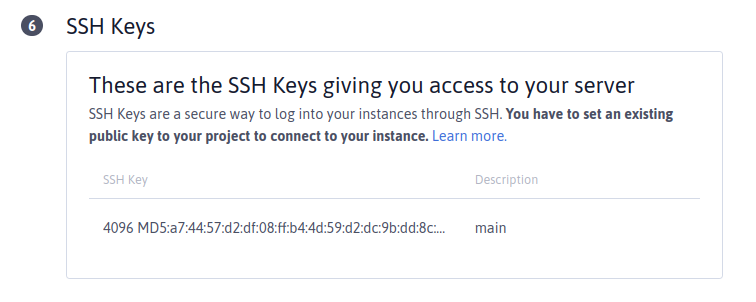 6 SSH Keys
These are the SSH Keys giving you access to your server
SSH Keys are a secure way to log into your instances through SSH. You have to set an existing
public key to your project to connect to your instance. Learn more.
SSH Key Description
4096 MD5:a7:44:57:d2:df:08:ff:b4:4d:59:d2:dc:9b:dd:8c:... main